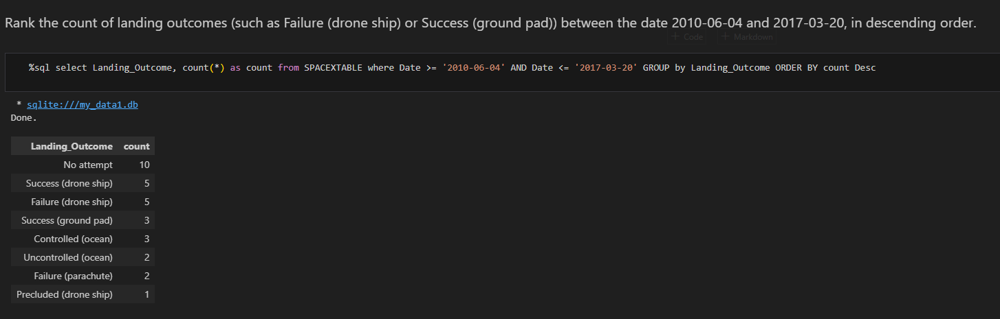 Rank the count of landing outcomes (such as Failure (drone ship) or Success (ground pad)) between the date 2010-06-04 and 2017-03-20, in descending order.
+ Code + Markdown
%sql select Landing_Outcome, count(*) as count from SPACEXTABLE where Date >= '2010-06-04' AND Date <= '2017-03-20' GROUP by Landing_Outcome ORDER BY count Desc
* sqlite:///my_data1.db
Done.
Landing_Outcome count
No attempt 10
Success (drone ship) 5
Failure (drone ship) 5
Success (ground pad) 3
Controlled (ocean) 3
Uncontrolled (ocean) 2
Failure (parachute) 2
Precluded (drone ship) 1